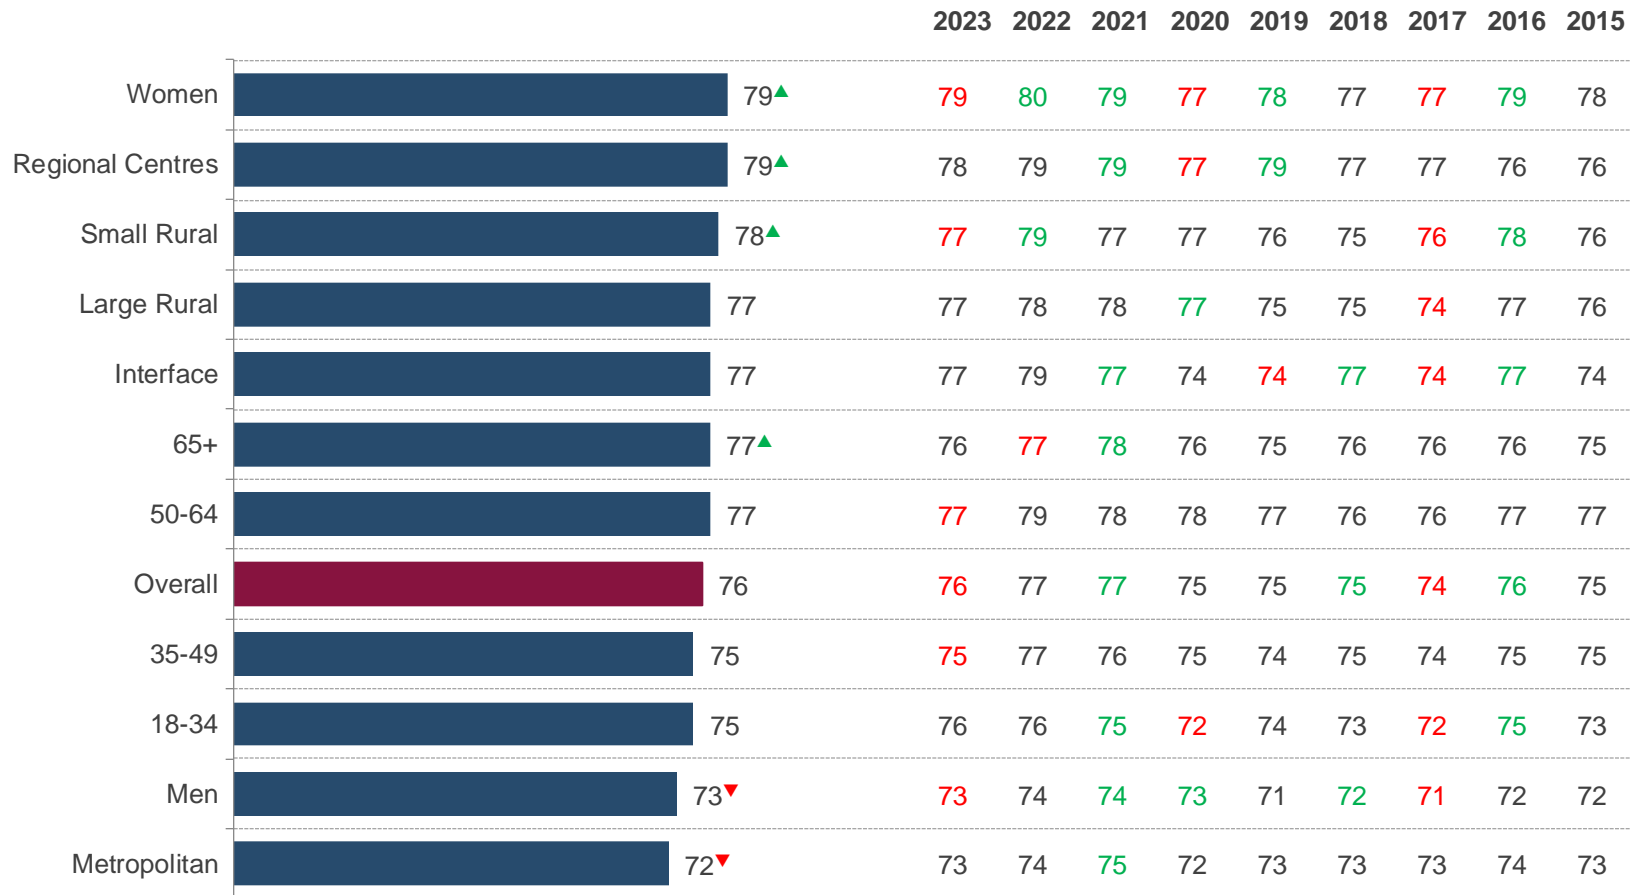 2023 2022 2021 2020 2019 2018 2017 2016 2015
Women 79▲ 79 80 79 77 78 77 77 79 78
Regional Centres 79▲ 78 79 79 77 79 77 77 76 76
Small Rural 78▲ 77 79 77 77 76 75 76 78 76
Large Rural 77 77 78 78 77 75 75 74 77 76
Interface 77 77 79 77 74 74 77 74 77 74
65+ 77▲ 76 77 78 76 75 76 76 76 75
50-64 77 77 79 78 78 77 76 76 77 77
Overall 76 76 77 77 75 75 75 74 76 75
35-49 75 75 77 76 75 74 75 74 75 75
18-34 75 76 76 75 72 74 73 72 75 73
Men 73▼ 73 74 74 73 71 72 71 72 72
Metropolitan 72▼ 73 74 75 72 73 73 73 74 73